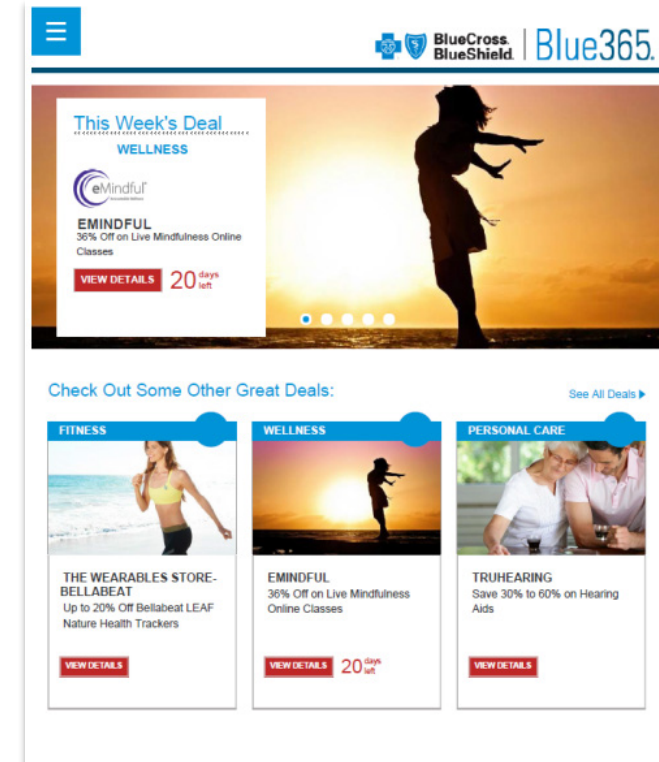 BlueCross.
BlueShield.
Blue365.
This Week's Deal
WELLNESS
eMindful
EMINDFUL
36% Off on Live Mindfulness Online
Classes
VIEW DETAILS
20 days left
Check Out Some Other Great Deals:
See All Deals
FITNESS
THE WEARABLES STORE-
BELLABEAT
Up to 20% Off Bellabeat LEAF
Nature Health Trackers
VIEW DETAILS
WELLNESS
EMINDFUL
36% Off on Live Mindfulness
Online Classes
VIEW DETAILS
20 days left
PERSONAL CARE
TRUHEARING
Save 30% to 60% on Hearing
Aids
VIEW DETAILS